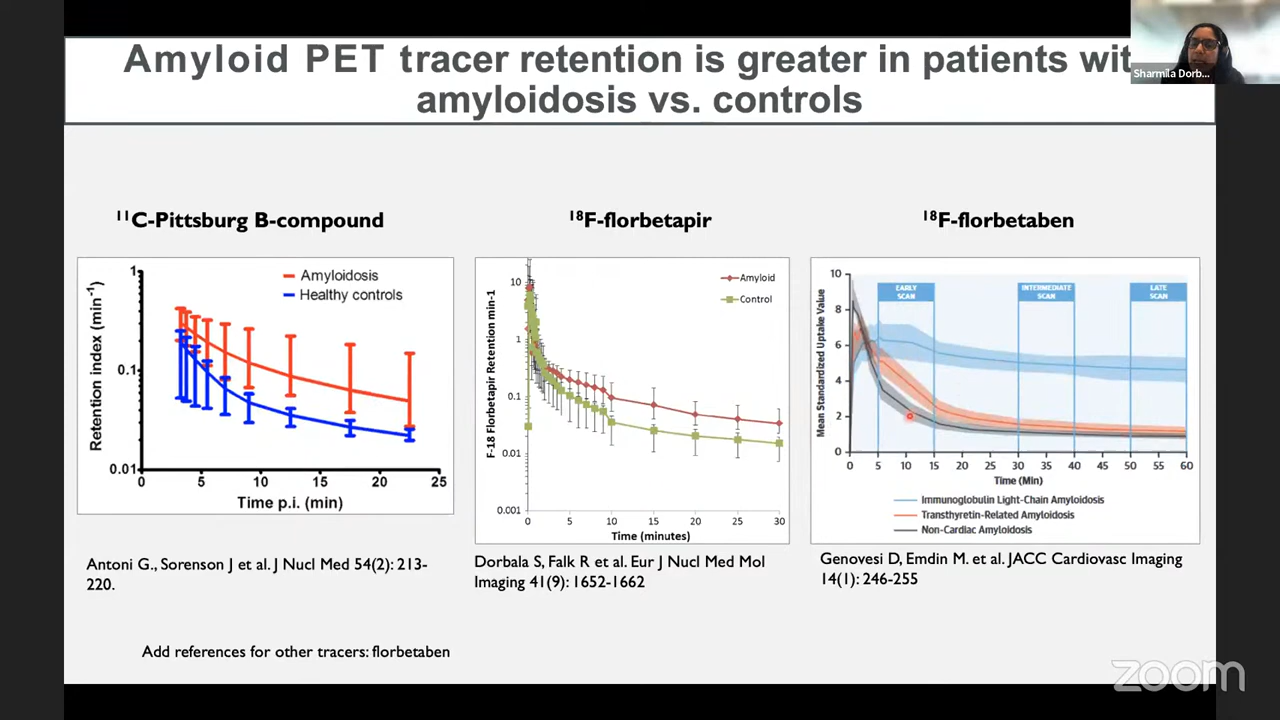 Amyloid PET tracer retention is greater in patients wit
amyloidosis vs. controls
Sharmila Dorb...
11C-Pittsburg B-compound
Retention index (min-1)
1
0.1
0.01
Amyloidosis
Healthy controls
0 5 10 15 20 25
Time p.i. (min)
Antoni G., Sorenson J et al. J Nucl Med 54(2): 213-
220.
18F-florbetapir
F-18 Florbetapir Retention min-1
10
1
0.1
0.01
0.001
Amyloid
Control
0 5 10 15 20 25 30
Time (minutes)
Dorbala S, Falk R et al. Eur J Nucl Med Mol
Imaging 41(9): 1652-1662
18F-florbetaben
Mean Standardized Uptake Value
10
8
6
4
2
0
EARLY
SCAN
INTERMEDIATE
SCAN
LATE
SCAN
0 5 10 15 20 25 30 35 40 45 50 55 60
Time (Min)
Immunoglobulin Light-Chain Amyloidosis
Transthyretin-Related Amyloidosis
Non-Cardiac Amyloidosis
Genovesi D, Emdin M. et al. JACC Cardiovasc Imaging
14(1): 246-255
Add references for other tracers: florbetaben
zoom